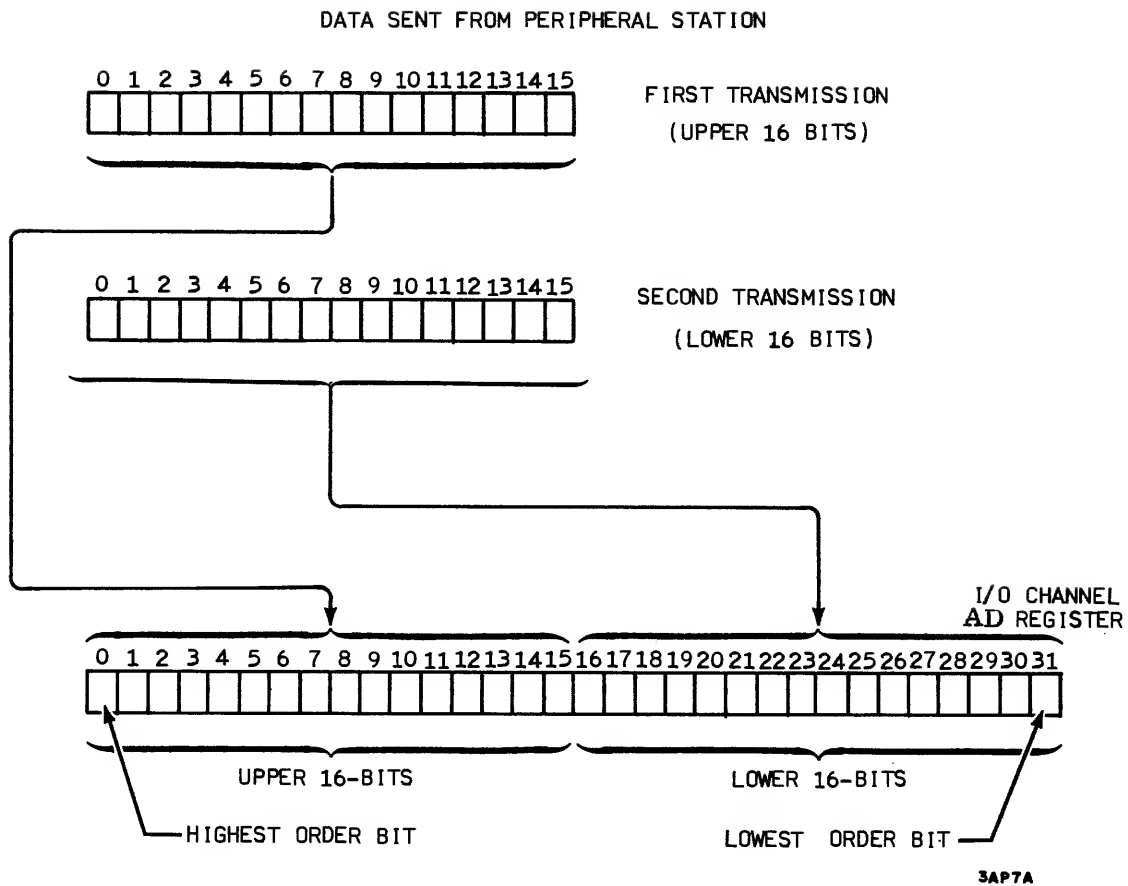 DATA SENT FROM PERIPHERAL STATION
0 1 2 3 4 5 6 7 8 9 10 11 12 13 14 15
FIRST TRANSMISSION
(UPPER 16 BITS)
0 1 2 3 4 5 6 7 8 9 10 11 12 13 14 15
SECOND TRANSMISSION
(LOWER 16 BITS)
I/O CHANNEL
AD REGISTER
0 1 2 3 4 5 6 7 8 9 10 11 12 13 14 15 16 17 18 19 20 21 22 23 24 25 26 27 28 29 30 31
UPPER 16-BITS
LOWER 16-BITS
HIGHEST ORDER BIT
LOWEST ORDER BIT
3AP7A